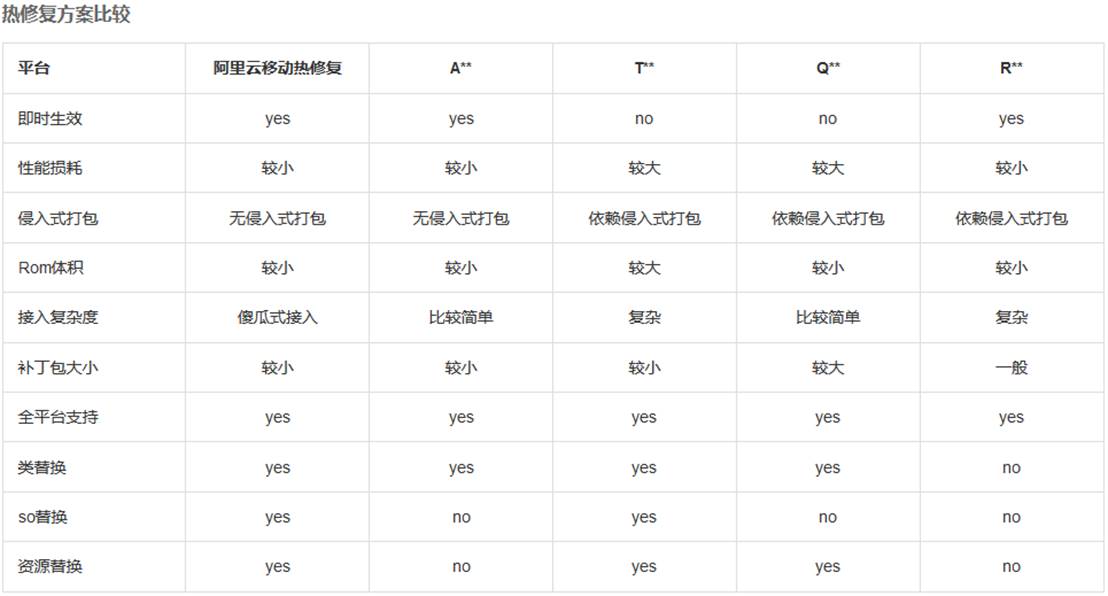 热修复方案比较
平台 阿里云移动热修复 A** T** Q** R**
即时生效 yes yes no no yes
性能损耗 较小 较小 较大 较大 较小
侵入式打包 无侵入式打包 无侵入式打包 依赖侵入式打包 依赖侵入式打包 依赖侵入式打包
Rom体积 较小 较小 较大 较小 较小
接入复杂度 傻瓜式接入 比较简单 复杂 比较简单 复杂
补丁包大小 较小 较小 较小 较大 一般
全平台支持 yes yes yes yes yes
类替换 yes yes yes yes no
so替换 yes no yes no no
资源替换 yes no yes yes no